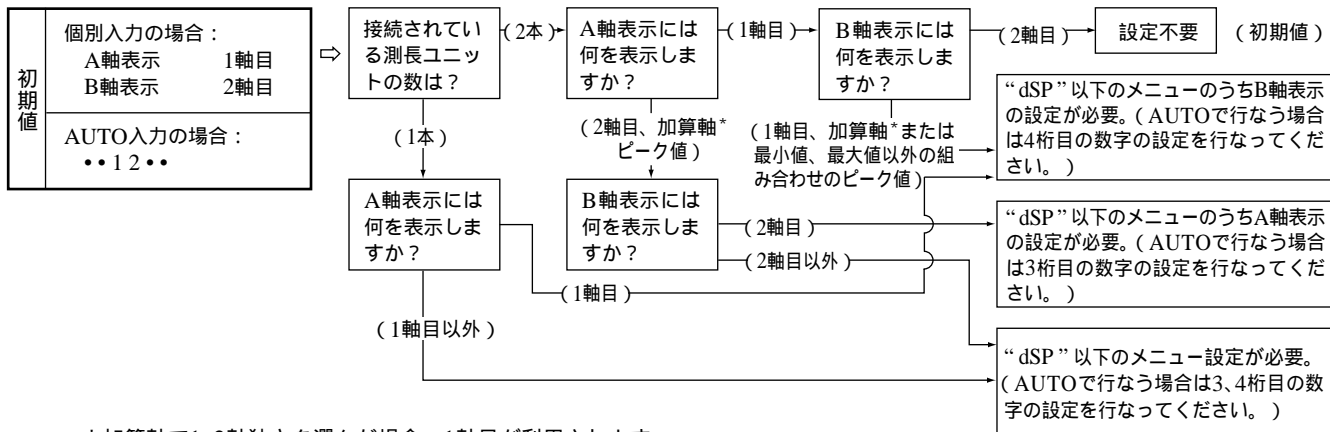 初期値
個別入力の場合：
A軸表示 1軸目
B軸表示 2軸目
AUTO入力の場合：
••12••
⇨
接続されてい
る測長ユニッ
トの数は？
（2本）
A軸表示には
何を表示しま
すか？
（1軸目）
B軸表示には
何を表示しま
すか？
（2軸目）
設定不要
（初期値）
（1本）
（2軸目、加算軸*
ピーク値）
（1軸目、加算軸*または
最小値、最大値以外の組
み合わせのピーク値）
“dSP”以下のメニューのうちB軸表示
の設定が必要。（AUTOで行なう場合
は4桁目の数字の設定を行なってくだ
さい。）
A軸表示には
何を表示しま
すか？
B軸表示には
何を表示しま
すか？
（2軸目）
（2軸目以外）
（1軸目）
（1軸目以外）
“dSP”以下のメニューのうちA軸表示
の設定が必要。（AUTOで行なう場合
は3桁目の数字の設定を行なってくだ
さい。）
“dSP”以下のメニュー設定が必要。
（AUTOで行なう場合は3、4桁目の数
字の設定を行なってください。）